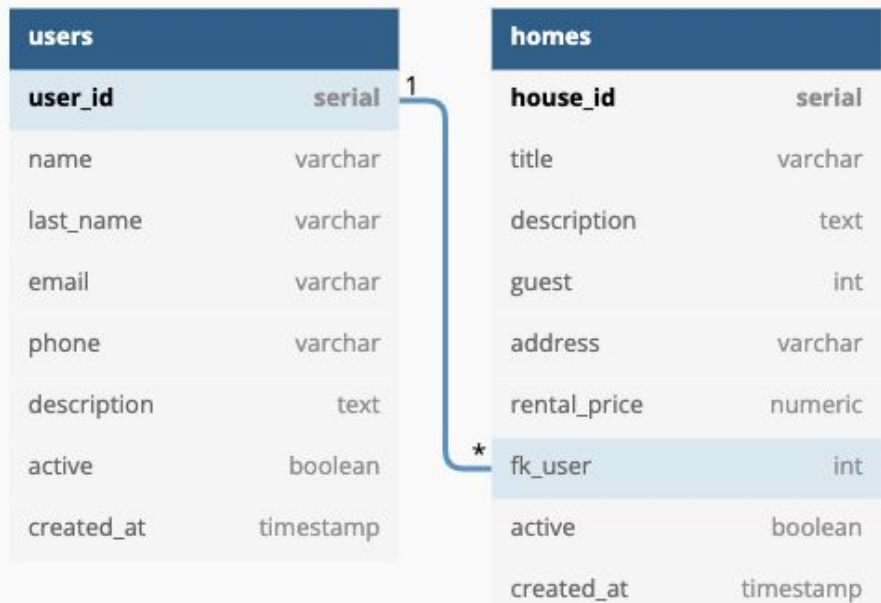 users
user_id serial
name varchar
last_name varchar
email varchar
phone varchar
description text
active boolean
created_at timestamp
1
*
homes
house_id serial
title varchar
description text
guest int
address varchar
rental_price numeric
fk_user int
active boolean
created_at timestamp